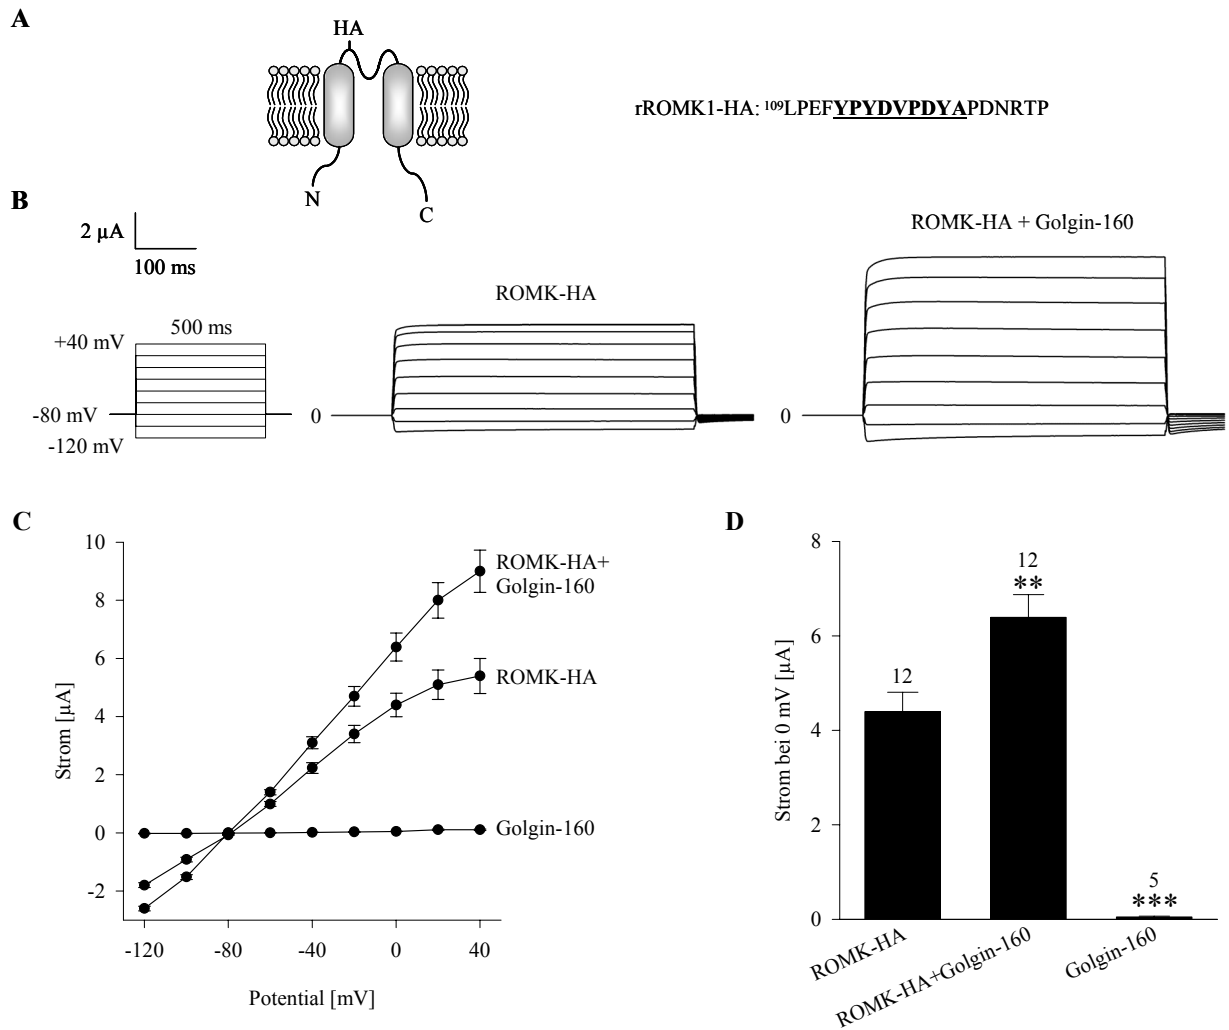 A
HA
N
C
rROMK1-HA: ¹⁰⁹LPEFYPYDVPDYAPDNRTP
B
2 µA
100 ms
500 ms
+40 mV
-80 mV
-120 mV
ROMK-HA
0
ROMK-HA + Golgin-160
0
C
10
8
6
4
2
0
-2
-120
-80
-40
0
40
Strom [µA]
Potential [mV]
ROMK-HA+
Golgin-160
ROMK-HA
Golgin-160
D
8
6
4
2
0
Strom bei 0 mV [µA]
12
12
**
5
***
ROMK-HA
ROMK-HA+Golgin-160
Golgin-160